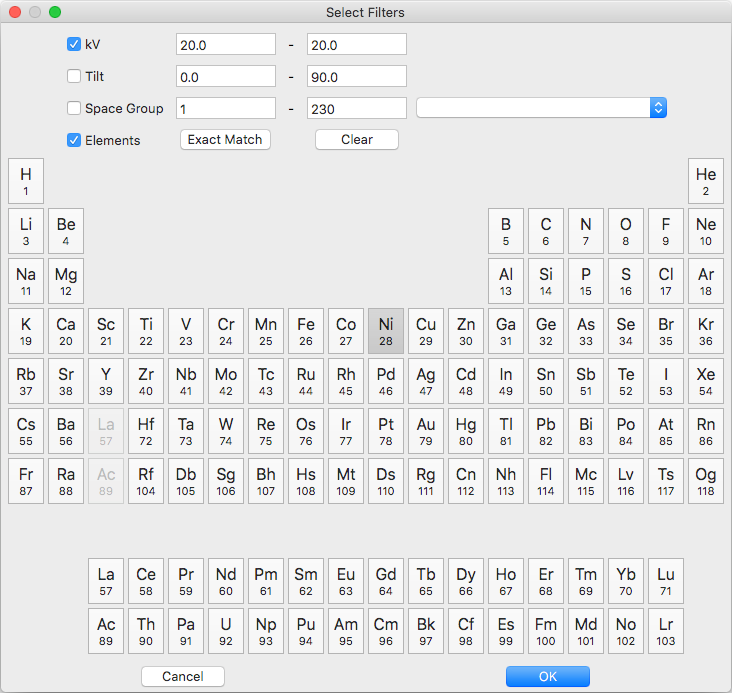 Select Filters
kV 20.0 - 20.0
Tilt 0.0 - 90.0
Space Group 1 - 230
Elements Exact Match Clear
H He
1 2
Li Be B C N O F Ne
3 4 5 6 7 8 9 10
Na Mg Al Si P S Cl Ar
11 12 13 14 15 16 17 18
K Ca Sc Ti V Cr Mn Fe Co Ni Cu Zn Ga Ge As Se Br Kr
19 20 21 22 23 24 25 26 27 28 29 30 31 32 33 34 35 36
Rb Sr Y Zr Nb Mo Tc Ru Rh Pd Ag Cd In Sn Sb Te I Xe
37 38 39 40 41 42 43 44 45 46 47 48 49 50 51 52 53 54
Cs Ba La Hf Ta W Re Os Ir Pt Au Hg Tl Pb Bi Po At Rn
55 56 57 72 73 74 75 76 77 78 79 80 81 82 83 84 85 86
Fr Ra Ac Rf Db Sg Bh Hs Mt Ds Rg Cn Nh Fl Mc Lv Ts Og
87 88 89 104 105 106 107 108 109 110 111 112 113 114 115 116 117 118
La Ce Pr Nd Pm Sm Eu Gd Tb Dy Ho Er Tm Yb Lu
57 58 59 60 61 62 63 64 65 66 67 68 69 70 71
Ac Th Pa U Np Pu Am Cm Bk Cf Es Fm Md No Lr
89 90 91 92 93 94 95 96 97 98 99 100 101 102 103
Cancel OK